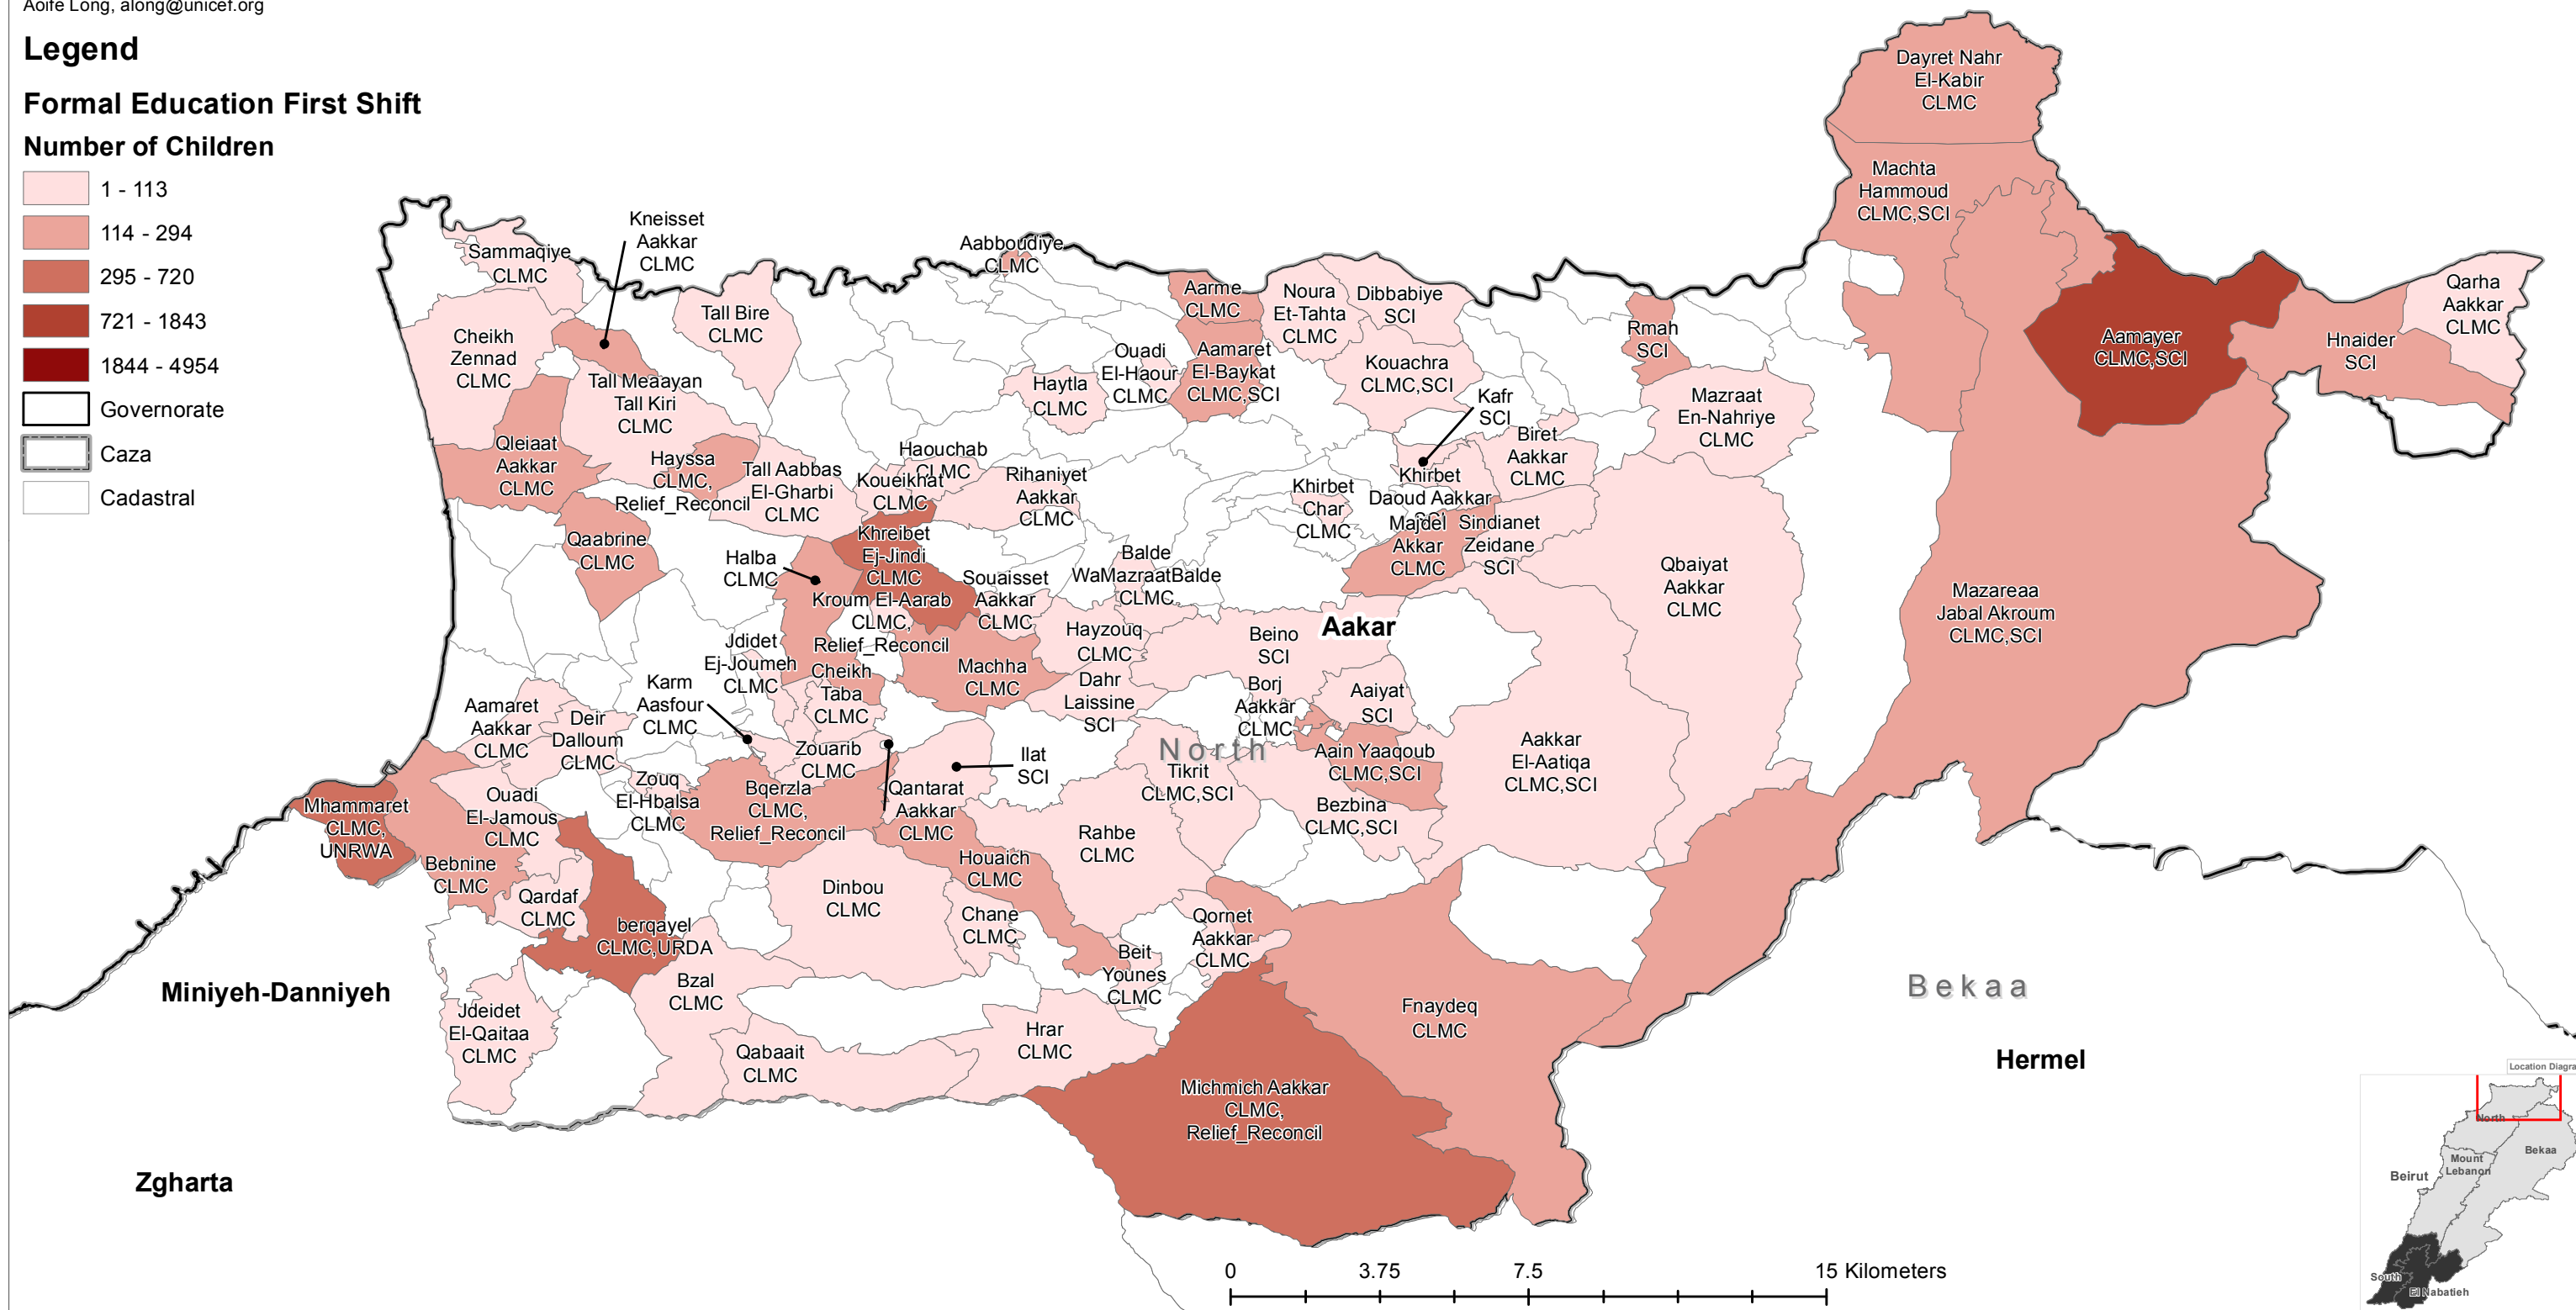 Aoife Long, along@unicef.org
Legend
Formal Education First Shift
Number of Children
1 - 113
114 - 294
295 - 720
721 - 1843
1844 - 4954
Governorate
Caza
Cadastral
Dayret Nahr
El-Kabir
CLMC
Machta
Hammoud
CLMC,SCI
Kneisset
Aakkar
CLMC
Sammaqiye
CLMC
Aabboudiye
CLMC
Tall Bire
CLMC
Cheikh
Zennad
CLMC
Aarme
CLMC
Noura
Et-Tahta
CLMC
Dibbabiye
SCI
Rmah
SCI
Aamayer
CLMC,SCI
Hnaider
SCI
Qarha
Aakkar
CLMC
Tall Meaayan
Tall Kiri
CLMC
Haytla
CLMC
Ouadi
El-Haour
CLMC
Aamaret
El-Baykat
CLMC,SCI
Kouachra
CLMC,SCI
Kafr
SCI
Mazraat
En-Nahriye
CLMC
Qleiaat
Aakkar
CLMC
Hayssa
CLMC,
Relief_Reconcil
Tall Aabbas
El-Gharbi
CLMC
Haouchab
CLMC
Koueikhat
CLMC
Rihaniyet
Aakkar
CLMC
Khirbet
Char
CLMC
Khirbet
Daoud Aakkar
SCI
Biret
Aakkar
CLMC
Majdel
Akkar
CLMC
Sindianet
Zeidane
SCI
Qaabrine
CLMC
Halba
CLMC
Khreibet
Ej-Jindi
CLMC
Kroum El-Aarab
CLMC,
Relief_Reconcil
Souaisset
Aakkar
CLMC
Balde
WaMazraatBalde
CLMC
Qbaiyat
Aakkar
CLMC
Mazareaa
Jabal Akroum
CLMC,SCI
Hayzouq
CLMC
Beino
SCI
Aakar
Jdidet
Ej-Joumeh
CLMC
Cheikh
Taba
CLMC
Machha
CLMC
Dahr
Laissine
SCI
Borj
Aakkar
CLMC
Aaiyat
SCI
Karm
Aasfour
CLMC
Aamaret
Aakkar
CLMC
Deir
Dalloum
CLMC
Zouarib
CLMC
Ilat
SCI
North
Tikrit
CLMC,SCI
Aain Yaaqoub
CLMC,SCI
Aakkar
El-Aatiqa
CLMC,SCI
Mhammaret
CLMC,
UNRWA
Ouadi
El-Jamous
CLMC
Zouq
El-Hbalsa
CLMC
Bqerzla
CLMC,
Relief_Reconcil
Qantarat
Aakkar
CLMC
Rahbe
CLMC
Bezbina
CLMC,SCI
Bebnine
CLMC
Qardaf
CLMC
berqayel
CLMC,URDA
Dinbou
CLMC
Houaich
CLMC
Chane
CLMC
Qornet
Aakkar
CLMC
Beit
Younes
CLMC
Miniyeh-Danniyeh
Bzal
CLMC
Jdeidet
El-Qaitaa
CLMC
Qabaait
CLMC
Hrar
CLMC
Fnaydeq
CLMC
Bekaa
Hermel
Michmich Aakkar
CLMC,
Relief_Reconcil
Zgharta
0 3.75 7.5 15 Kilometers
Location Diagra
North
Bekaa
Mount
Lebanon
Beirut
South
El Nabatieh